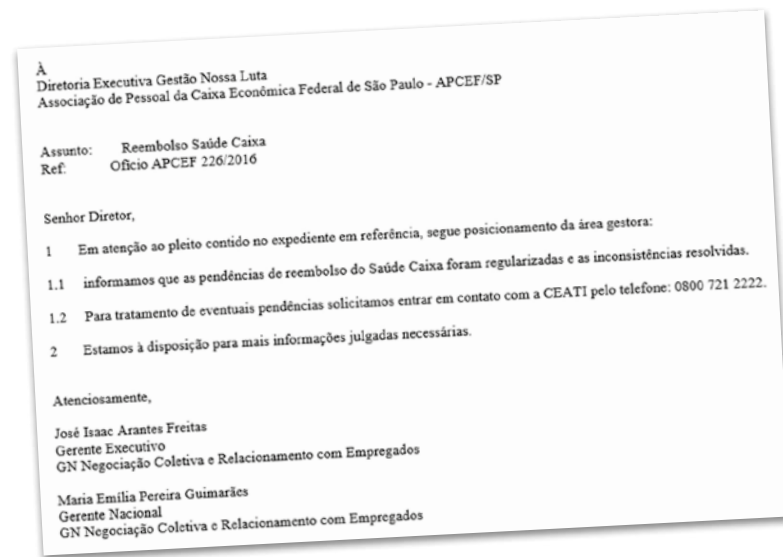 À
Diretoria Executiva Gestão Nossa Luta
Associação de Pessoal da Caixa Econômica Federal de São Paulo - APCEF/SP
Assunto: Reembolso Saúde Caixa
Ref: Ofício APCEF 226/2016
Senhor Diretor,
1 Em atenção ao pleito contido no expediente em referência, segue posicionamento da área gestora:
1.1 informamos que as pendências de reembolso do Saúde Caixa foram regularizadas e as inconsistências resolvidas.
1.2 Para tratamento de eventuais pendências solicitamos entrar em contato com a CEATI pelo telefone: 0800 721 2222.
2 Estamos à disposição para mais informações julgadas necessárias.
Atenciosamente,
José Isaac Arantes Freitas
Gerente Executivo
GN Negociação Coletiva e Relacionamento com Empregados
Maria Emília Pereira Guimarães
Gerente Nacional
GN Negociação Coletiva e Relacionamento com Empregados